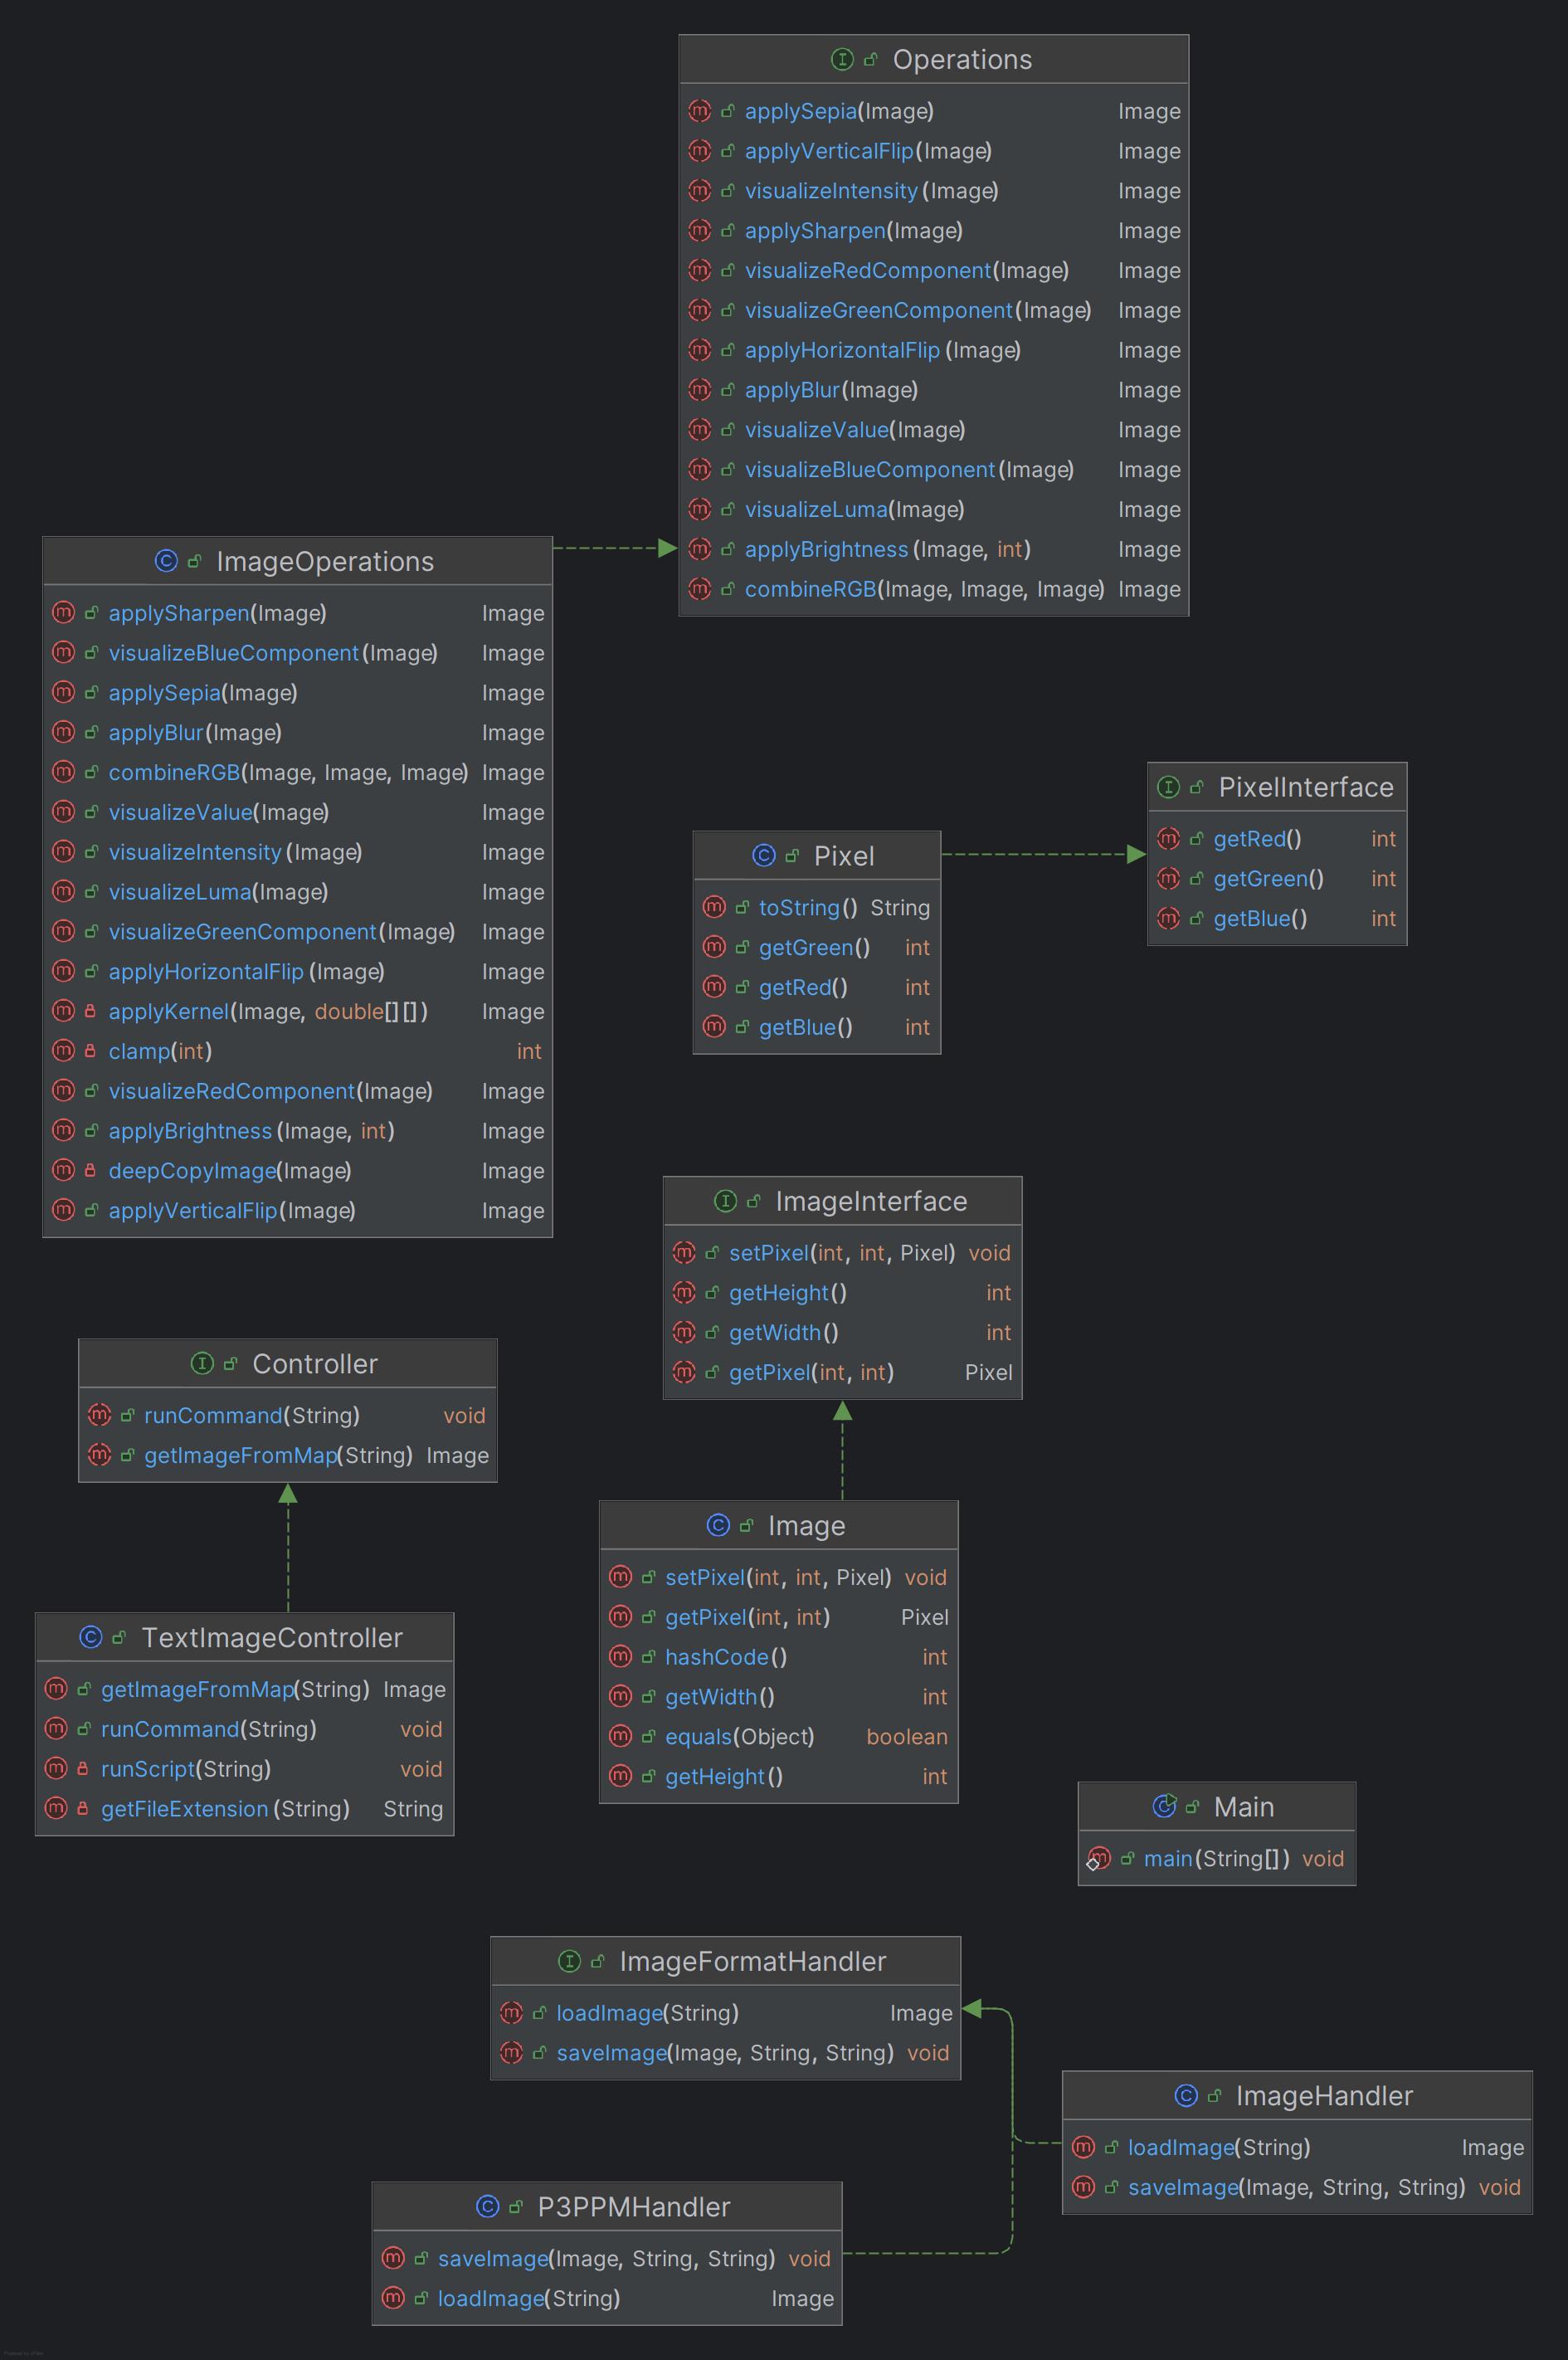 Operations
applySepia(Image) Image
applyVerticalFlip(Image) Image
visualizeIntensity(Image) Image
applySharpen(Image) Image
visualizeRedComponent(Image) Image
visualizeGreenComponent(Image) Image
applyHorizontalFlip(Image) Image
applyBlur(Image) Image
visualizeValue(Image) Image
visualizeBlueComponent(Image) Image
visualizeLuma(Image) Image
applyBrightness(Image, int) Image
combineRGB(Image, Image, Image) Image
ImageOperations
applySharpen(Image) Image
visualizeBlueComponent(Image) Image
applySepia(Image) Image
applyBlur(Image) Image
combineRGB(Image, Image, Image) Image
visualizeValue(Image) Image
visualizeIntensity(Image) Image
visualizeLuma(Image) Image
visualizeGreenComponent(Image) Image
applyHorizontalFlip(Image) Image
applyKernel(Image, double[][]) Image
clamp(int) int
visualizeRedComponent(Image) Image
applyBrightness(Image, int) Image
deepCopyImage(Image) Image
applyVerticalFlip(Image) Image
PixelInterface
getRed() int
getGreen() int
getBlue() int
Pixel
toString() String
getGreen() int
getRed() int
getBlue() int
ImageInterface
setPixel(int, int, Pixel) void
getHeight() int
getWidth() int
getPixel(int, int) Pixel
Controller
runCommand(String) void
getImageFromMap(String) Image
Image
setPixel(int, int, Pixel) void
getPixel(int, int) Pixel
hashCode() int
getWidth() int
equals(Object) boolean
getHeight() int
TextImageController
getImageFromMap(String) Image
runCommand(String) void
runScript(String) void
getFileExtension(String) String
Main
main(String[]) void
ImageFormatHandler
loadImage(String) Image
saveImage(Image, String, String) void
ImageHandler
loadImage(String) Image
saveImage(Image, String, String) void
P3PPMHandler
saveImage(Image, String, String) void
loadImage(String) Image